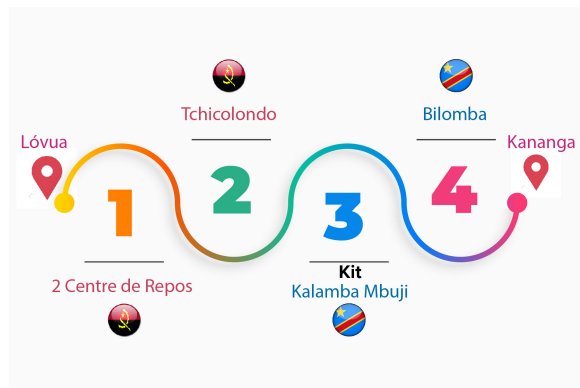 Lóvua
1
2 Centre de Repos
Tchicolondo
2
3
Kit
Kalamba Mbuji
Bilomba
4
Kananga